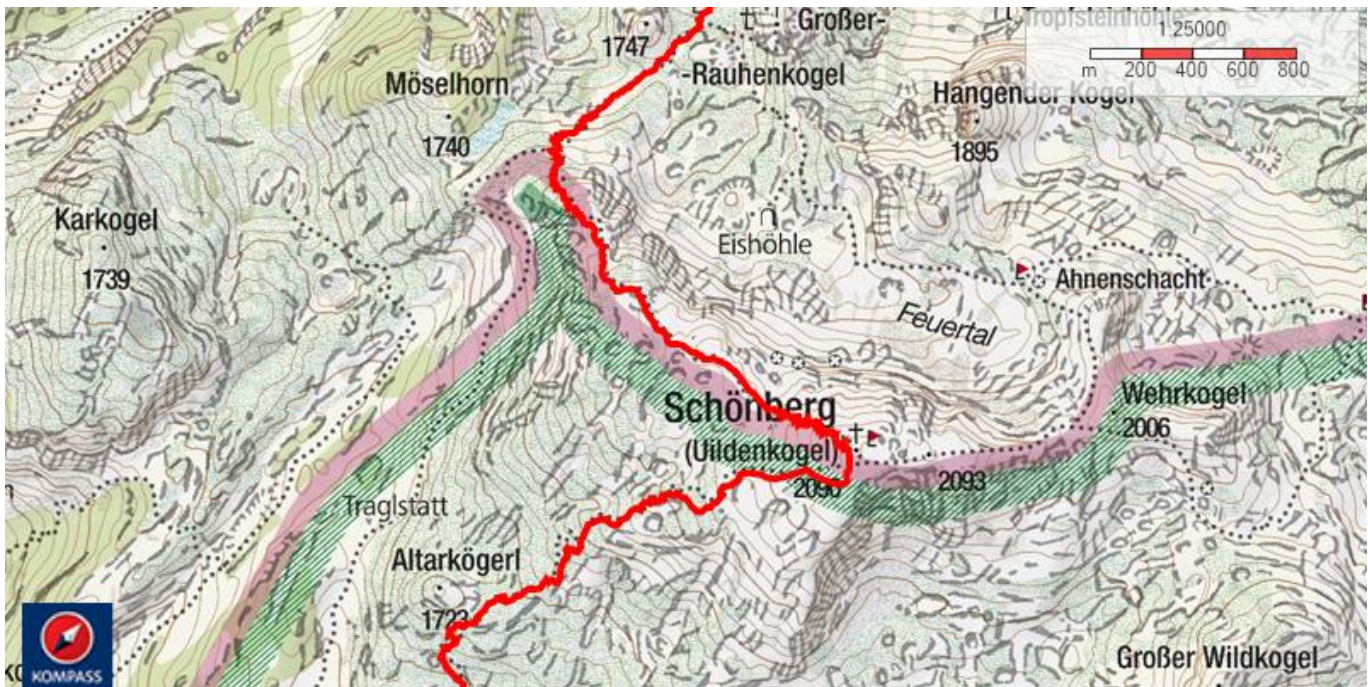 Großer-
Tropfsteinhöhle
1:25000
m 200 400 600 800
1747
-Rauhenkogel
Möselhorn
1740
Hangender Kogel
1895
Karkogel
1739
Eishöhle
Ahnenschacht
Feuertal
Schönberg
(Uildenkogel)
2090
2093
Wehrkogel
2006
Traglstatt
Altarkögerl
1723
Großer Wildkogel
KOMPASS